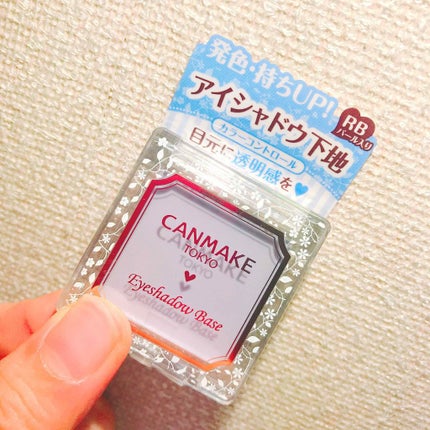 発色・持ちUP!
アイシャドウ下地
RB
パール入り
カラーコントロール
目元に透明感を♥
CANMAKE
TOKYO
Eyeshadow Base